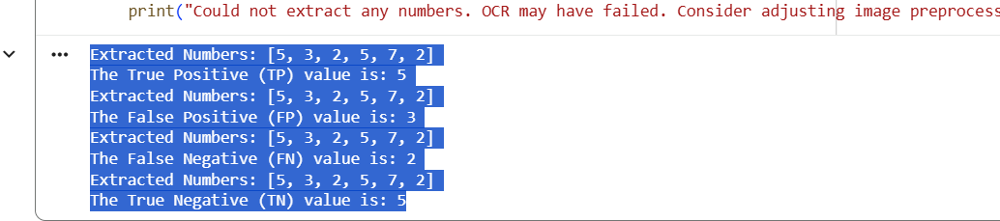 print("Could not extract any numbers. OCR may have failed. Consider adjusting image preprocess
Extracted Numbers: [5, 3, 2, 5, 7, 2]
The True Positive (TP) value is: 5
Extracted Numbers: [5, 3, 2, 5, 7, 2]
The False Positive (FP) value is: 3
Extracted Numbers: [5, 3, 2, 5, 7, 2]
The False Negative (FN) value is: 2
Extracted Numbers: [5, 3, 2, 5, 7, 2]
The True Negative (TN) value is: 5